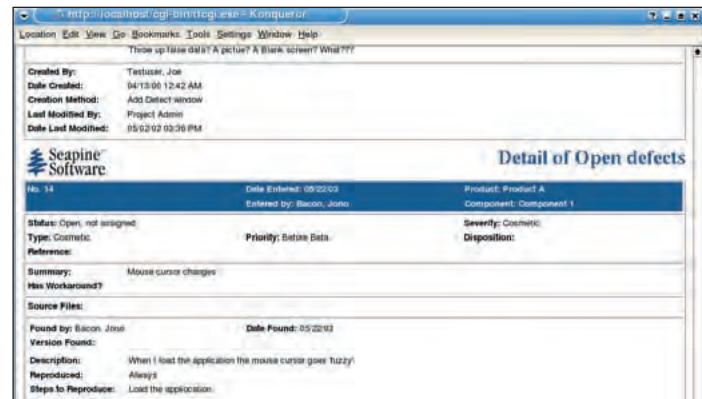 http://localhost/cgi-bin/ttcgi.exe - Konqueror
Location Edit View Go Bookmarks Tools Settings Window Help
Throw up false data? A pictue? A Blank screen? What???
Created By: Testuser, Joe
Date Created: 04/13/00 12:42 AM
Creation Method: Add Defect window
Last Modified By: Project Admin
Date Last Modified: 05/02/02 03:36 PM
Seapine Software
Detail of Open defects
No. 14 Date Entered: 05/22/03 Product: Product A
Entered by: Bacon, Jono Component: Component 1
Status: Open, not assigned Severity: Cosmetic
Type: Cosmetic Priority: Before Beta Disposition:
Reference:
Summary: Mouse cursor changes
Has Workaround?
Source Files:
Found by: Bacon, Jono Date Found: 05/22/03
Version Found:
Description: When I load the application the mouse cursor goes 'fuzzy'
Reproduced: Always
Steps to Reproduce: Load the application.